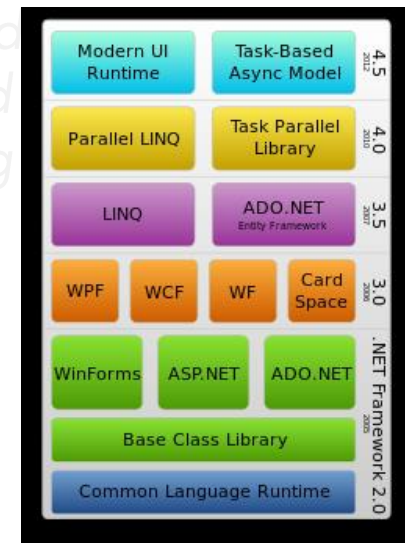 Modern UI
Runtime
Task-Based
Async Model
4.5
2012
Parallel LINQ
Task Parallel
Library
4.0
2010
LINQ
ADO.NET
Entity Framework
3.5
2007
WPF
WCF
WF
Card
Space
3.0
2006
WinForms
ASP.NET
ADO.NET
Base Class Library
Common Language Runtime
.NET Framework 2.0
2005